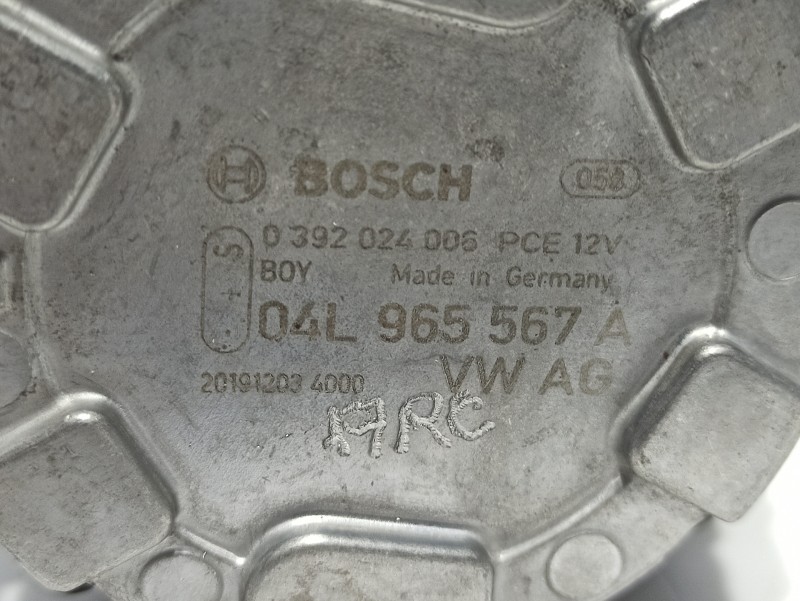 BOSCH 058
0 392 024 006 PCE 12V
BOY Made in Germany
04L 965 567 A
20191203 4000 VW AG
ARC